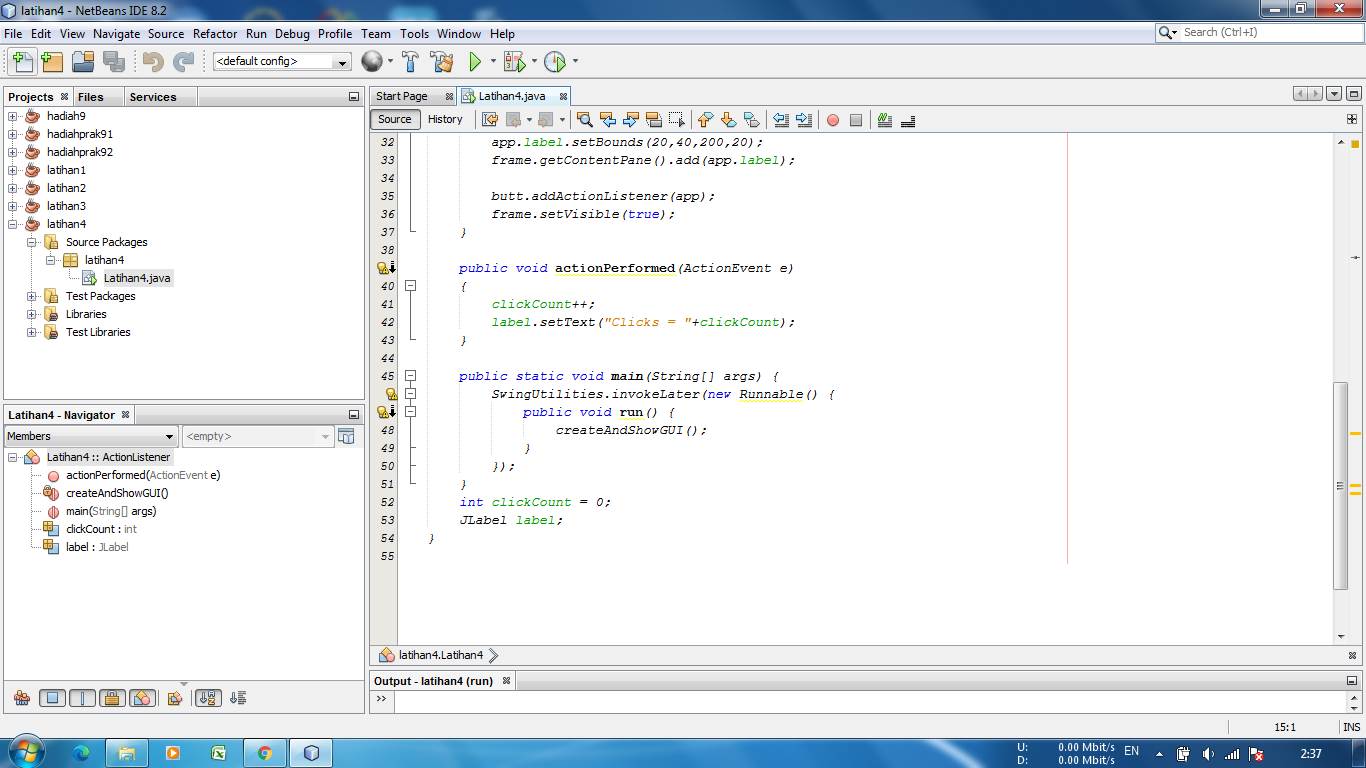 latihan4 - NetBeans IDE 8.2
File Edit View Navigate Source Refactor Run Debug Profile Team Tools Window Help
Search (Ctrl+I)
<default config>
Projects Files Services
hadiah9
hadiahprak91
hadiahprak92
latihan1
latihan2
latihan3
latihan4
Source Packages
latihan4
Latihan4.java
Test Packages
Libraries
Test Libraries
Latihan4 - Navigator
Members <empty>
Latihan4 :: ActionListener
actionPerformed(ActionEvent e)
createAndShowGUI()
main(String[] args)
clickCount : int
label : JLabel
Start Page Latihan4.java
Source History
32 app.label.setBounds(20,40,200,20);
33 frame.getContentPane().add(app.label);
34
35 butt.addActionListener(app);
36 frame.setVisible(true);
37 }
38
public void actionPerformed(ActionEvent e)
40 {
41 clickCount++;
42 label.setText("Clicks = "+clickCount);
43 }
44
45 public static void main(String[] args) {
SwingUtilities.invokeLater(new Runnable() {
public void run() {
48 createAndShowGUI();
49 }
50 });
51 }
52 int clickCount = 0;
53 JLabel label;
54 }
55
latihan4.Latihan4
Output - latihan4 (run)
15:1 INS
U: 0.00 Mbit/s
D: 0.00 Mbit/s
EN
2:37